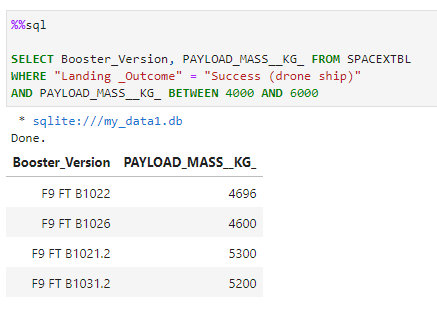 %%sql
SELECT Booster_Version, PAYLOAD_MASS__KG_ FROM SPACEXTBL
WHERE "Landing _Outcome" = "Success (drone ship)"
AND PAYLOAD_MASS__KG_ BETWEEN 4000 AND 6000
* sqlite:///my_data1.db
Done.
Booster_Version PAYLOAD_MASS__KG_
F9 FT B1022 4696
F9 FT B1026 4600
F9 FT B1021.2 5300
F9 FT B1031.2 5200